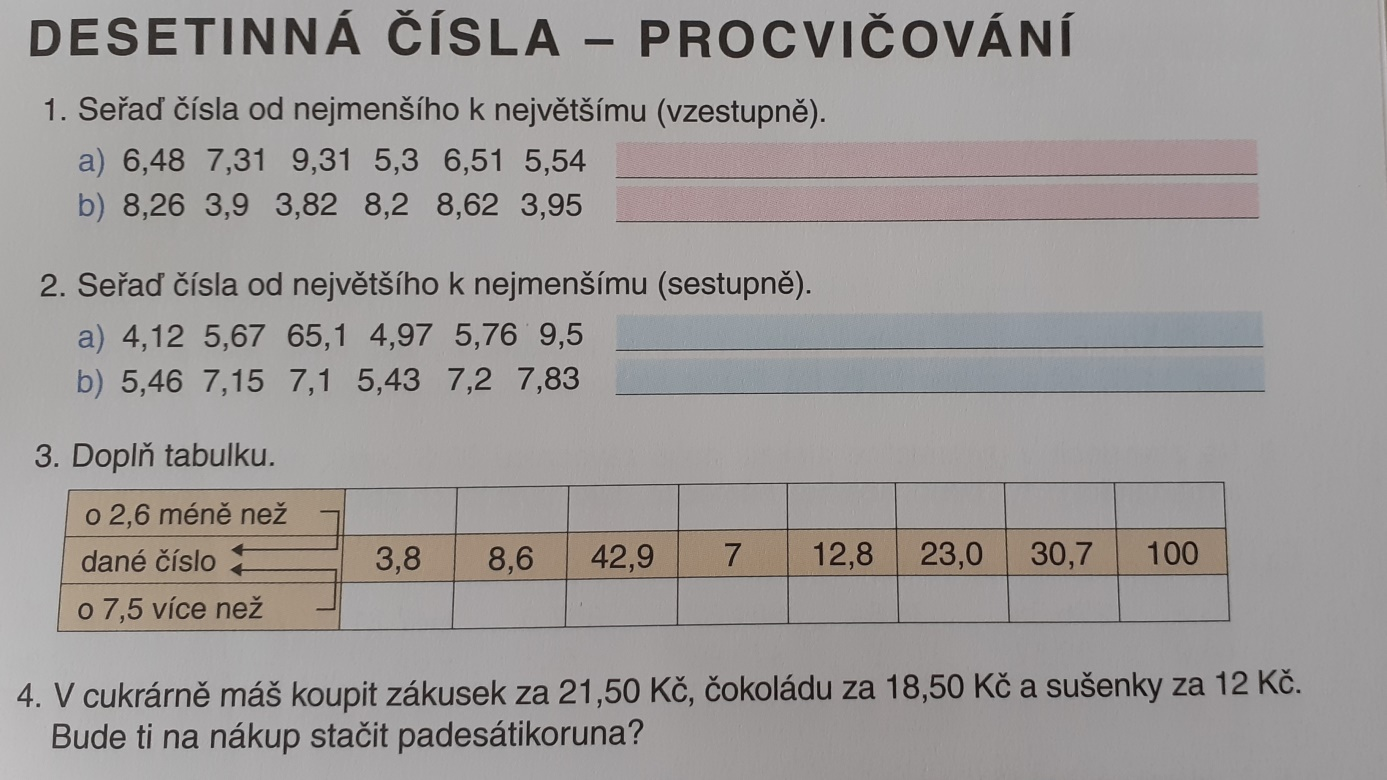 DESETINNÁ ČÍSLA – PROCVIČOVÁNÍ
1. Seřaď čísla od nejmenšího k největšímu (vzestupně).
a) 6,48 7,31 9,31 5,3 6,51 5,54
b) 8,26 3,9 3,82 8,2 8,62 3,95
2. Seřaď čísla od největšího k nejmenšímu (sestupně).
a) 4,12 5,67 65,1 4,97 5,76 9,5
b) 5,46 7,15 7,1 5,43 7,2 7,83
3. Doplň tabulku.
o 2,6 méně než
dané číslo 3,8 8,6 42,9 7 12,8 23,0 30,7 100
o 7,5 více než
4. V cukrárně máš koupit zákusek za 21,50 Kč, čokoládu za 18,50 Kč a sušenky za 12 Kč.
Bude ti na nákup stačit padesátikoruna?